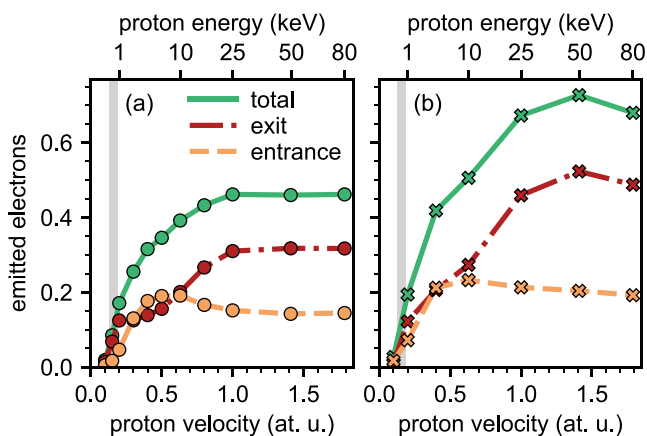 proton energy (keV) proton energy (keV)
1 10 25 50 80 1 10 25 50 80
(a) (b)
total
exit
entrance
emitted electrons
0.6
0.4
0.2
0.0
0.0 0.5 1.0 1.5 0.0 0.5 1.0 1.5
proton velocity (at. u.) proton velocity (at. u.)